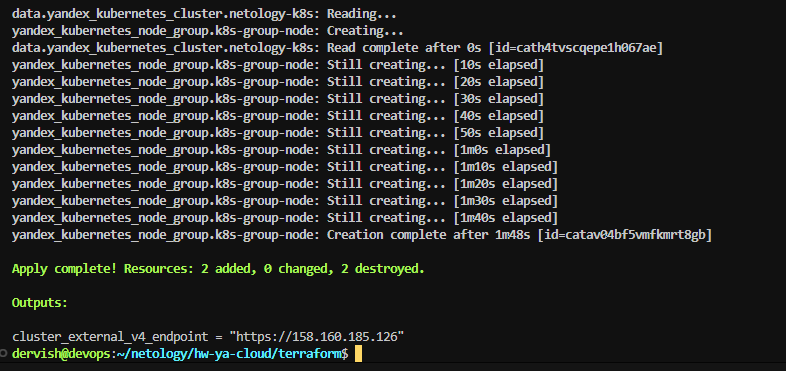 data.yandex_kubernetes_cluster.netology-k8s: Reading...
yandex_kubernetes_node_group.k8s-group-node: Creating...
data.yandex_kubernetes_cluster.netology-k8s: Read complete after 0s [id=cath4tvscqepe1h067ae]
yandex_kubernetes_node_group.k8s-group-node: Still creating... [10s elapsed]
yandex_kubernetes_node_group.k8s-group-node: Still creating... [20s elapsed]
yandex_kubernetes_node_group.k8s-group-node: Still creating... [30s elapsed]
yandex_kubernetes_node_group.k8s-group-node: Still creating... [40s elapsed]
yandex_kubernetes_node_group.k8s-group-node: Still creating... [50s elapsed]
yandex_kubernetes_node_group.k8s-group-node: Still creating... [1m0s elapsed]
yandex_kubernetes_node_group.k8s-group-node: Still creating... [1m10s elapsed]
yandex_kubernetes_node_group.k8s-group-node: Still creating... [1m20s elapsed]
yandex_kubernetes_node_group.k8s-group-node: Still creating... [1m30s elapsed]
yandex_kubernetes_node_group.k8s-group-node: Still creating... [1m40s elapsed]
yandex_kubernetes_node_group.k8s-group-node: Creation complete after 1m48s [id=catav04bf5vmfkmrt8gb]
Apply complete! Resources: 2 added, 0 changed, 2 destroyed.
Outputs:
cluster_external_v4_endpoint = "https://158.160.185.126"
dervish@devops:~/netology/hw-ya-cloud/terraform$